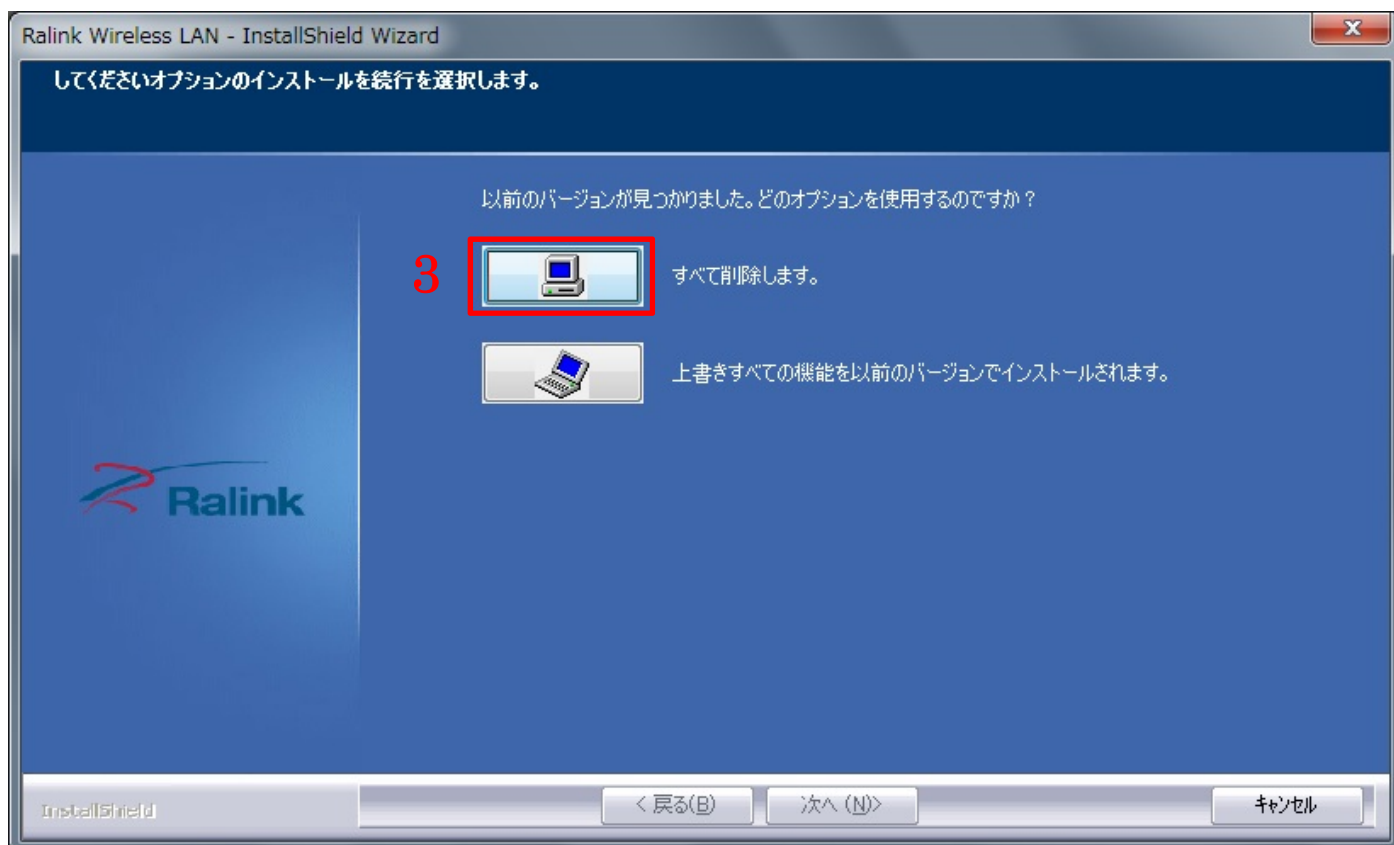 Ralink Wireless LAN - InstallShield Wizard
してくださいオプションのインストールを続行を選択します。
以前のバージョンが見つかりました。どのオプションを使用するのですか？
3
すべて削除します。
上書きすべての機能を以前のバージョンでインストールされます。
Ralink
InstallShield
< 戻る(B)
次へ (N)>
キャンセル